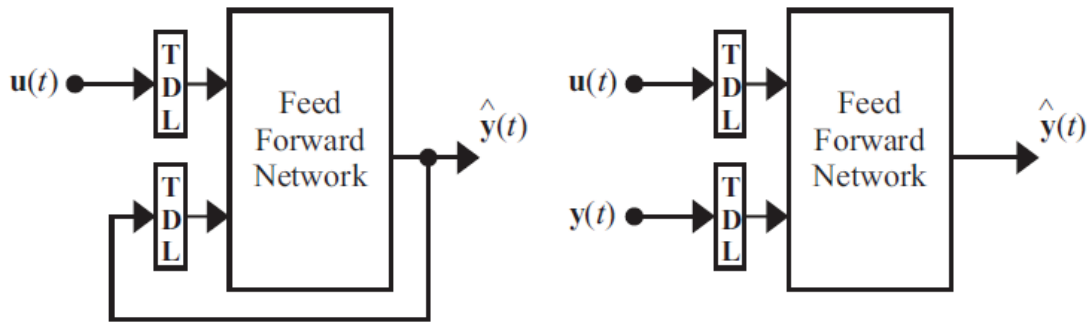 u(t)
T
D
L
T
D
L
Feed
Forward
Network
ŷ(t)
u(t)
y(t)
T
D
L
T
D
L
Feed
Forward
Network
ŷ(t)